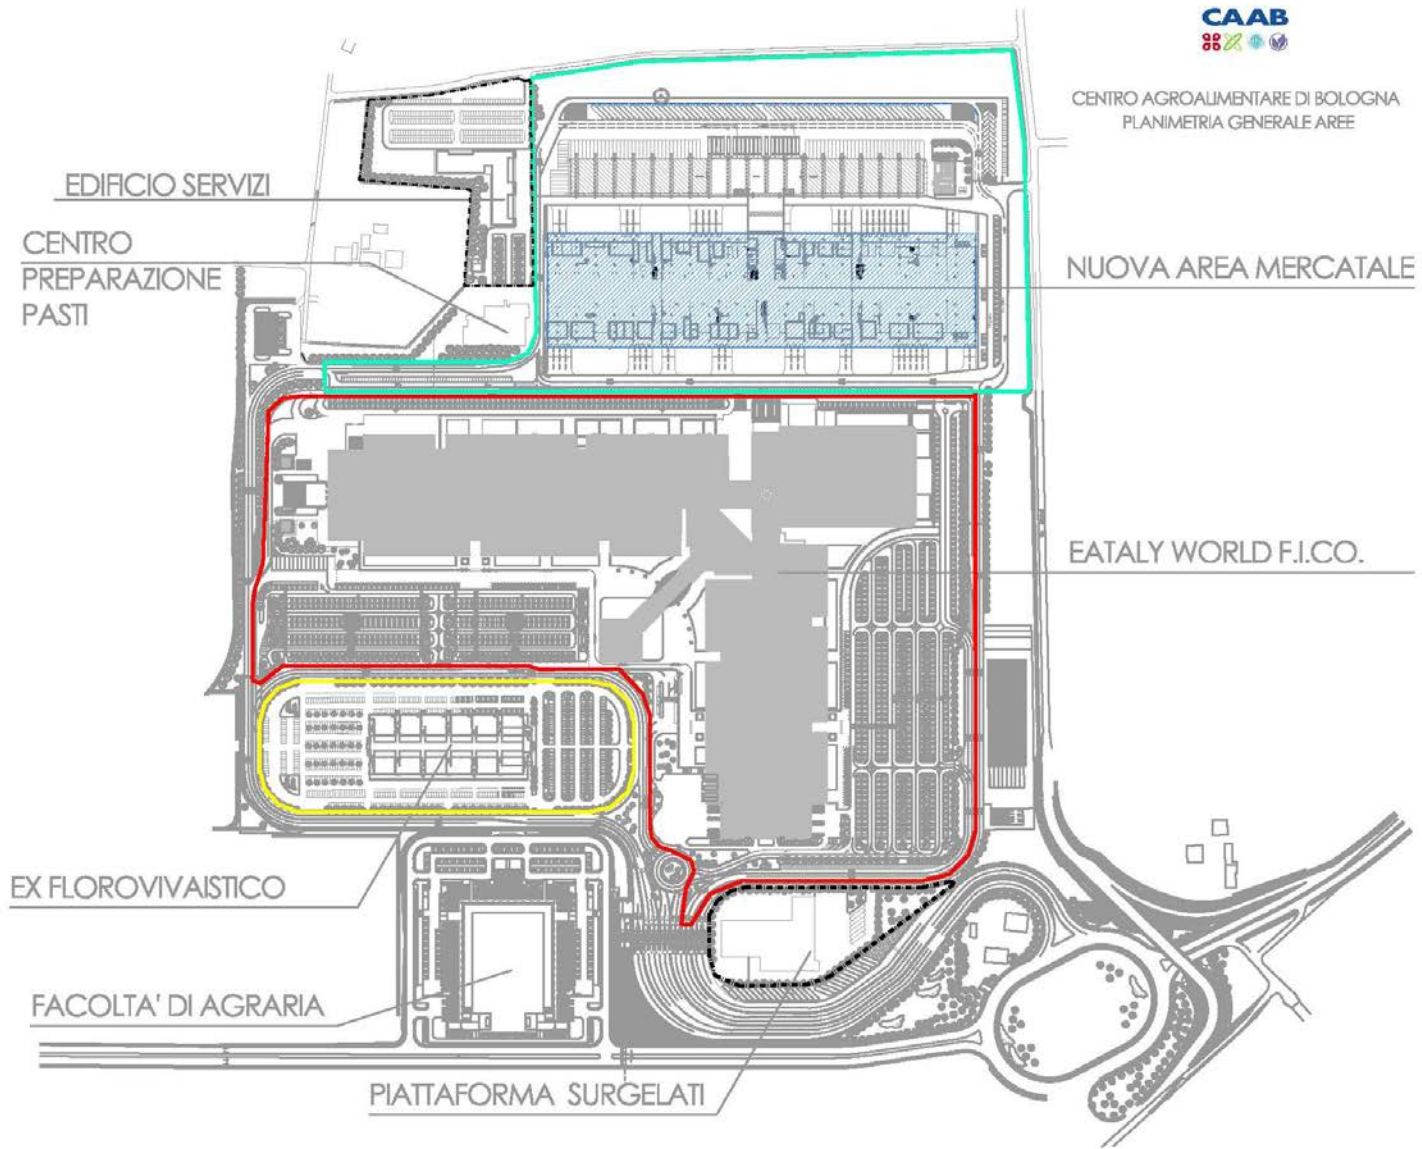 CAAB
CENTRO AGROALIMENTARE DI BOLOGNA
PLANIMETRIA GENERALE AREE
EDIFICIO SERVIZI
CENTRO
PREPARAZIONE
PASTI
NUOVA AREA MERCATALE
EATALY WORLD F.I.CO.
EX FLOROVIVAISTICO
FACOLTA' DI AGRARIA
PIATTAFORMA SURGELATI